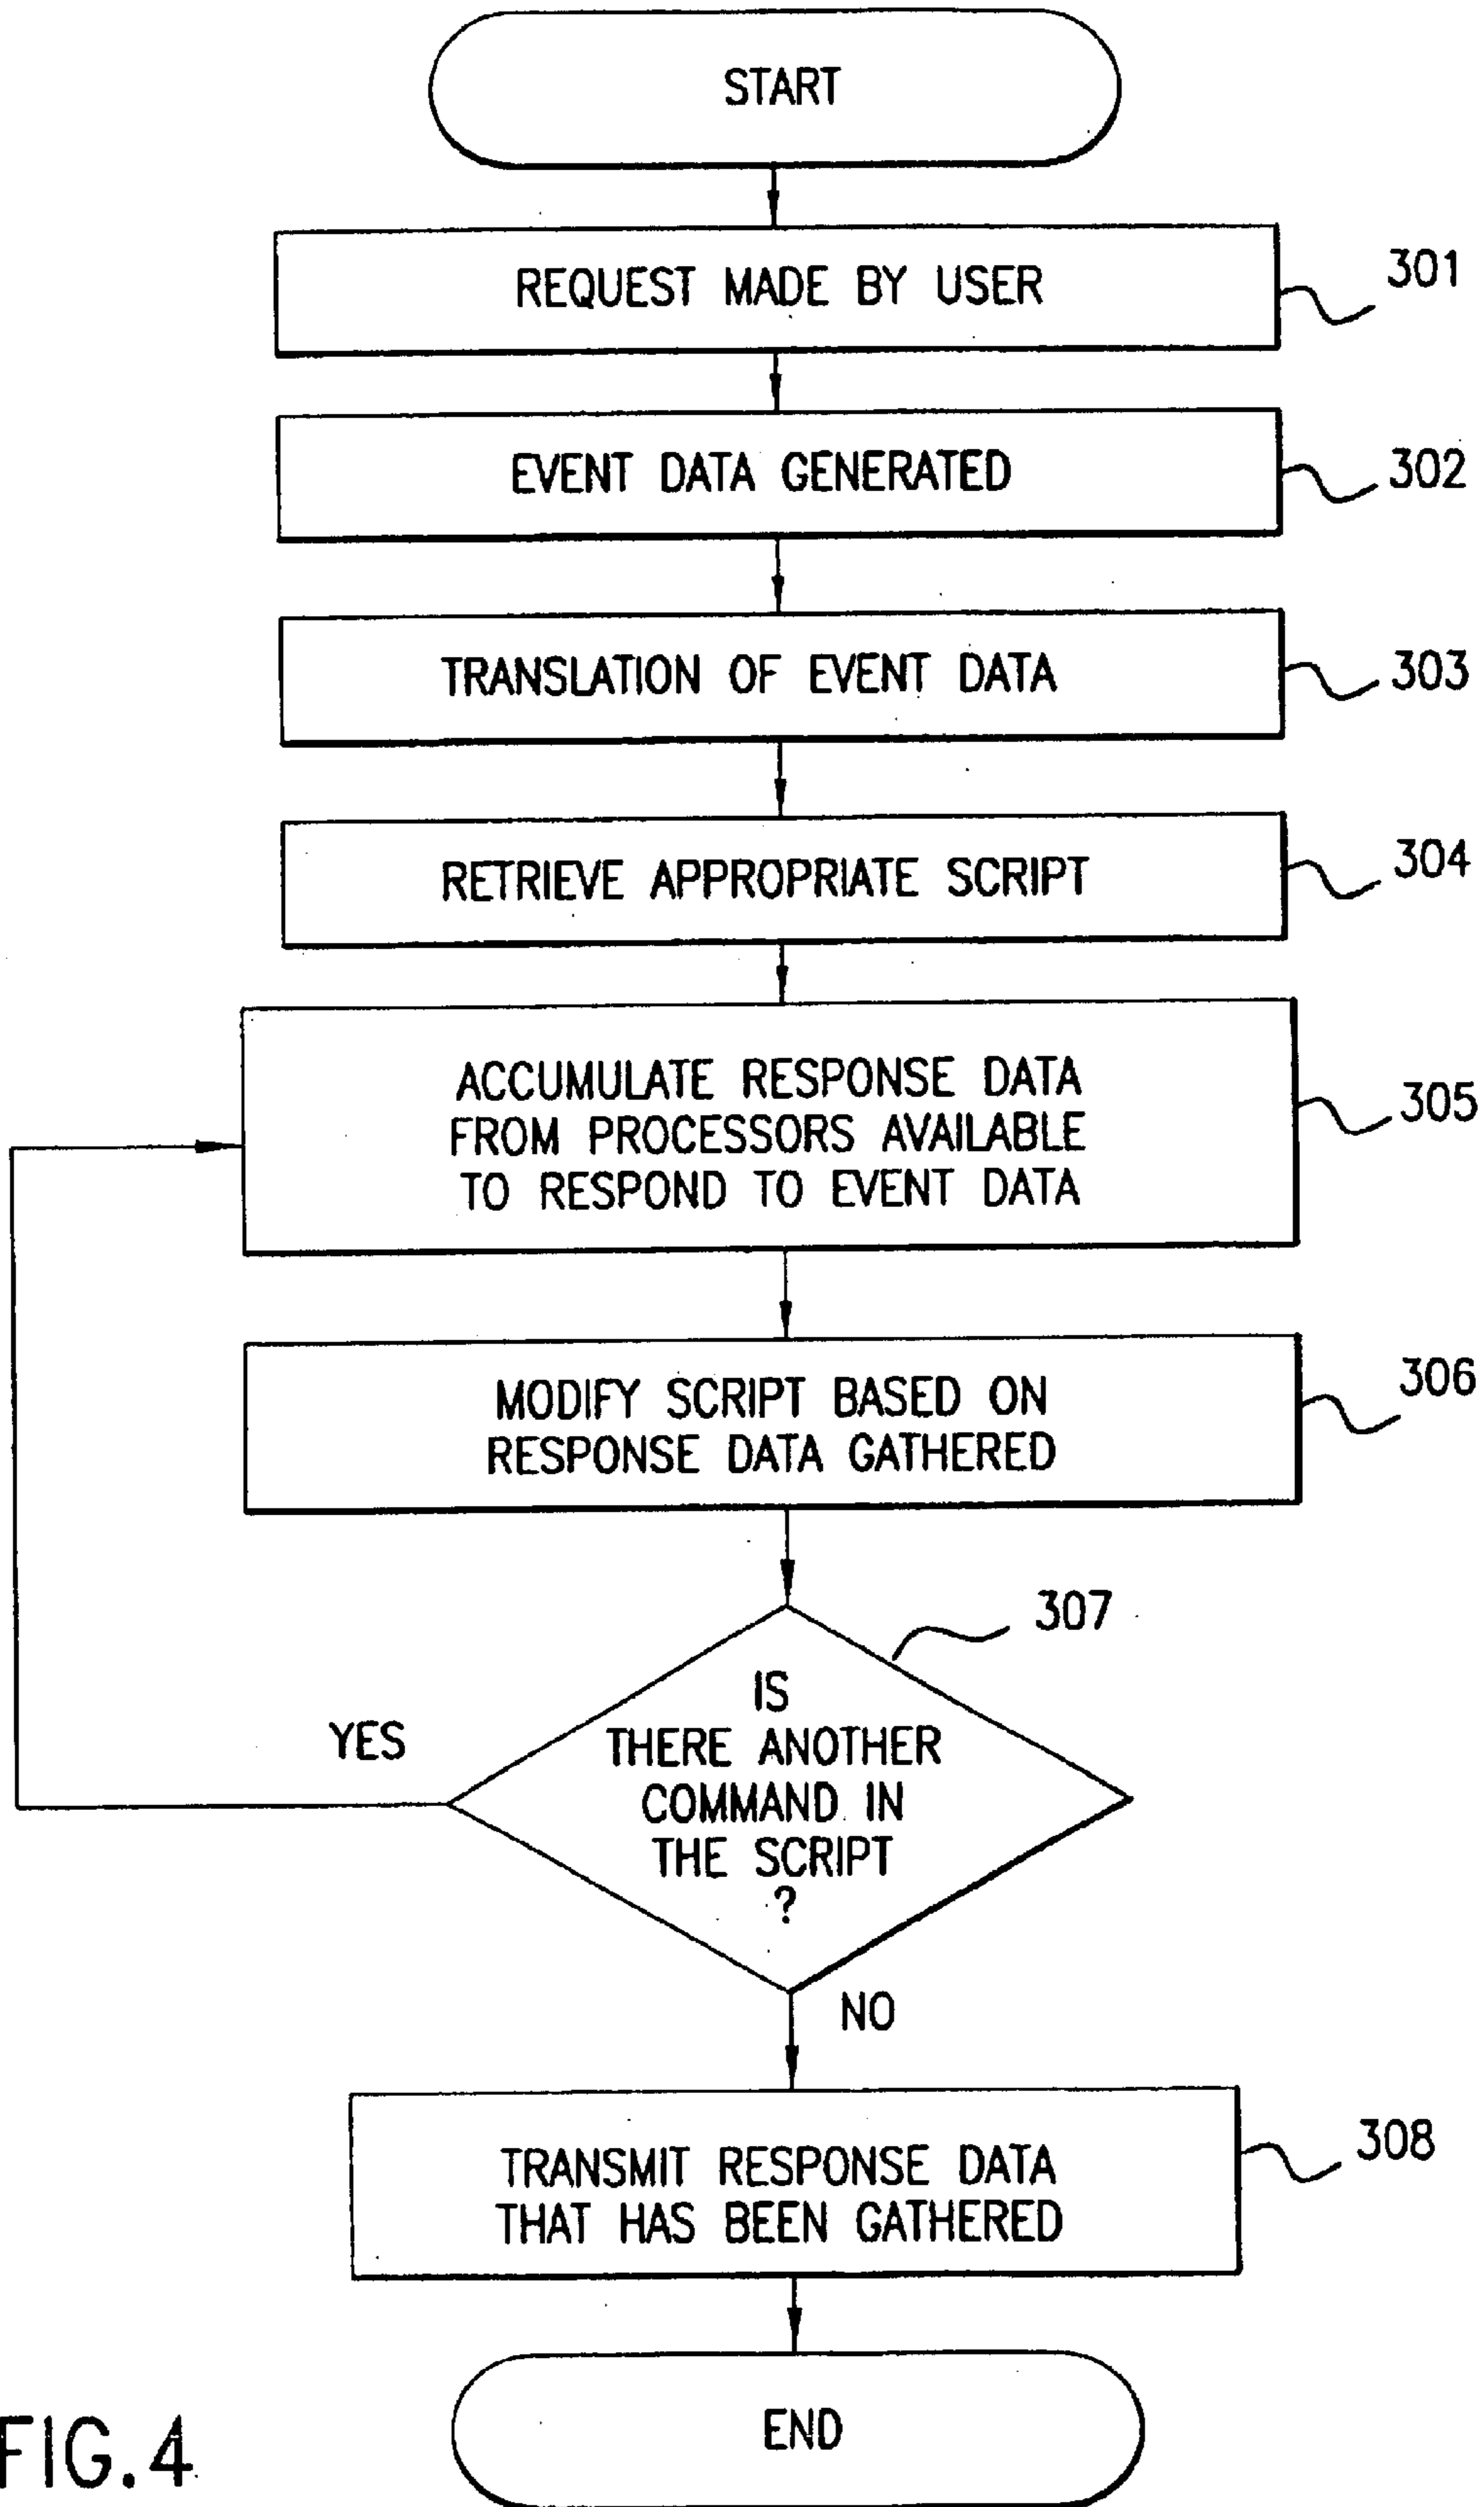 START
REQUEST MADE BY USER
301
EVENT DATA GENERATED
302
TRANSLATION OF EVENT DATA
303
RETRIEVE APPROPRIATE SCRIPT
304
ACCUMULATE RESPONSE DATA
FROM PROCESSORS AVAILABLE
TO RESPOND TO EVENT DATA
305
MODIFY SCRIPT BASED ON
RESPONSE DATA GATHERED
306
307
IS
THERE ANOTHER
COMMAND IN
THE SCRIPT
?
YES
NO
TRANSMIT RESPONSE DATA
THAT HAS BEEN GATHERED
308
END
FIG.4